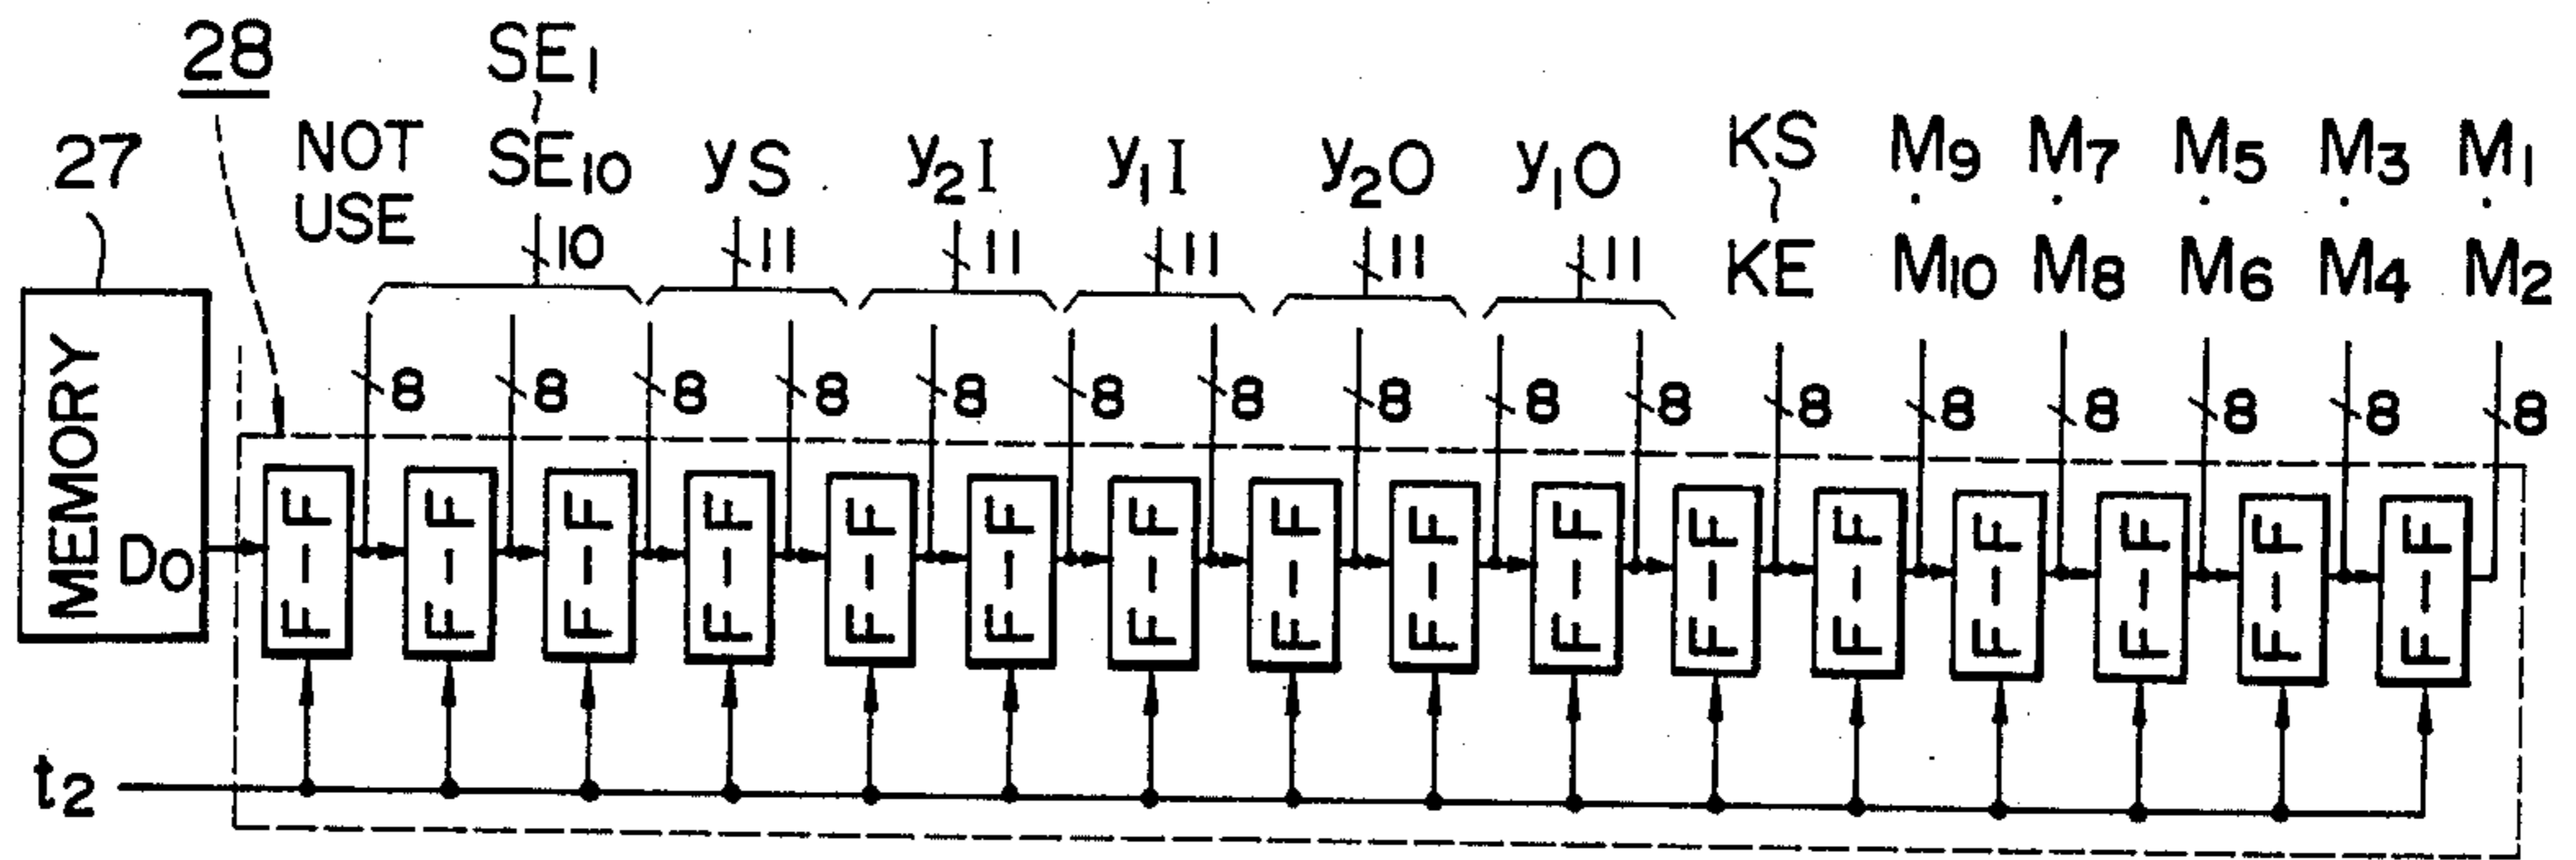 28
27
NOT
USE
SE₁
~
SE₁₀
yS
y₂I
y₁I
y₂O
y₁O
KS
~
KE
M₉
·
M₁₀
M₇
·
M₈
M₅
·
M₆
M₃
·
M₄
M₁
·
M₂
10 11 11 11 11 11
8 8 8 8 8 8 8 8 8 8 8 8 8 8 8 8
MEMORY
D₀
F-F F-F F-F F-F F-F F-F F-F F-F F-F F-F F-F F-F F-F F-F F-F F-F
t₂